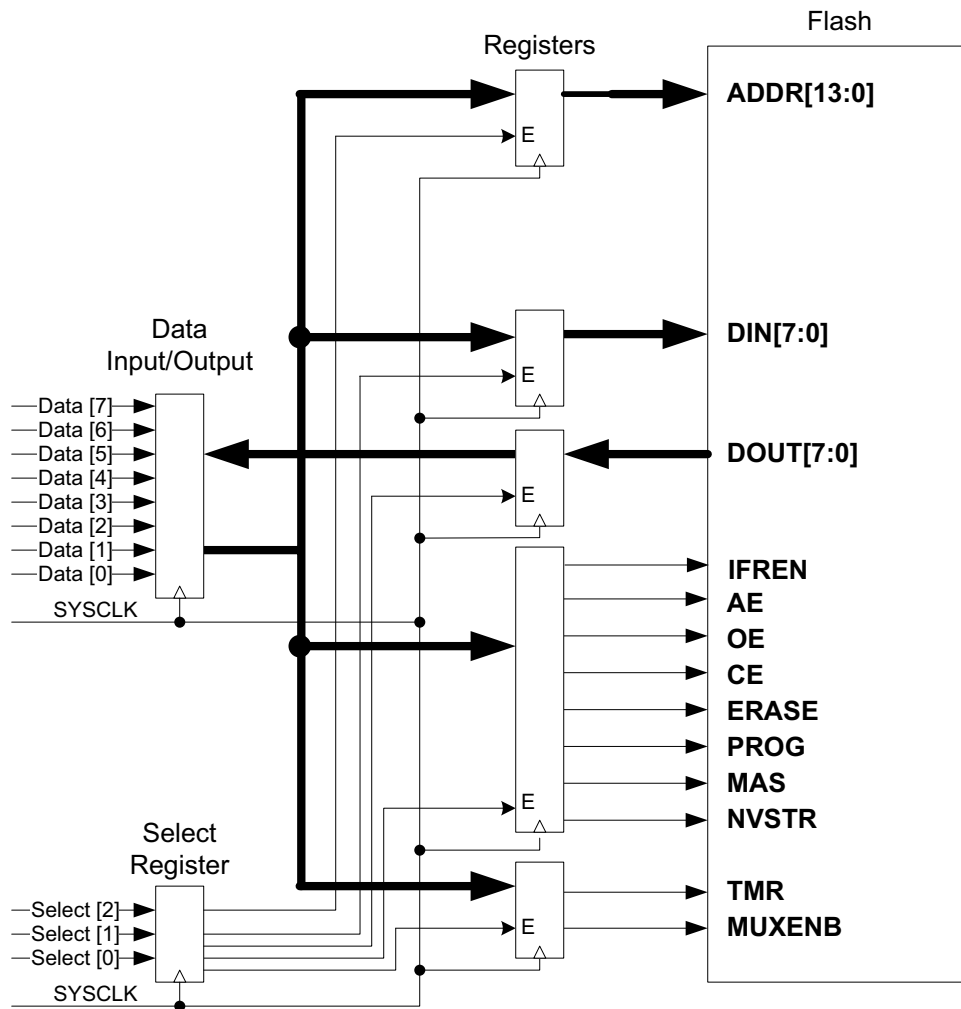 Flash
Registers
ADDR[13:0]
E
Data
Input/Output
DIN[7:0]
E
Data [7]
Data [6]
Data [5]
Data [4]
Data [3]
Data [2]
Data [1]
Data [0]
SYSCLK
DOUT[7:0]
E
IFREN
AE
OE
CE
ERASE
PROG
MAS
NVSTR
E
Select
Register
Select [2]
Select [1]
Select [0]
SYSCLK
TMR
MUXENB
E